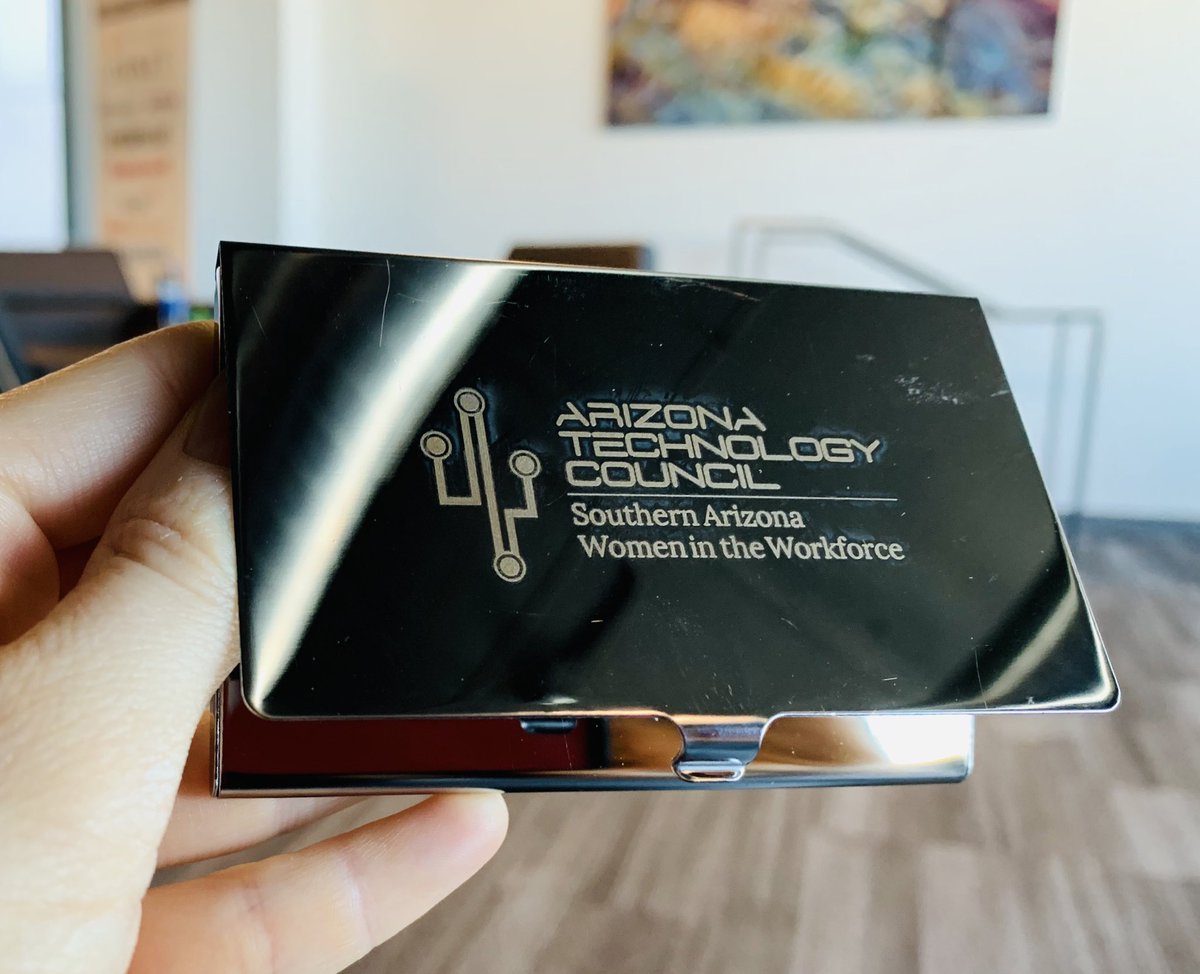 ARIZONA
TECHNOLOGY
COUNCIL
Southern Arizona
Women in the Workforce